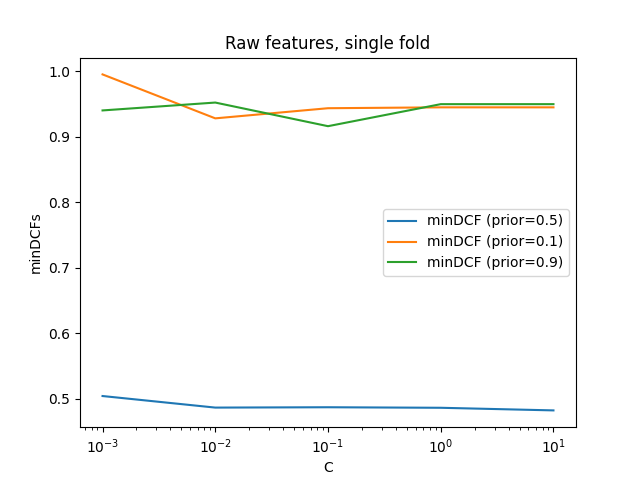 Raw features, single fold
minDCFs
1.0
0.9
0.8
0.7
0.6
0.5
minDCF (prior=0.5)
minDCF (prior=0.1)
minDCF (prior=0.9)
10⁻³ 10⁻² 10⁻¹ 10⁰ 10¹
C